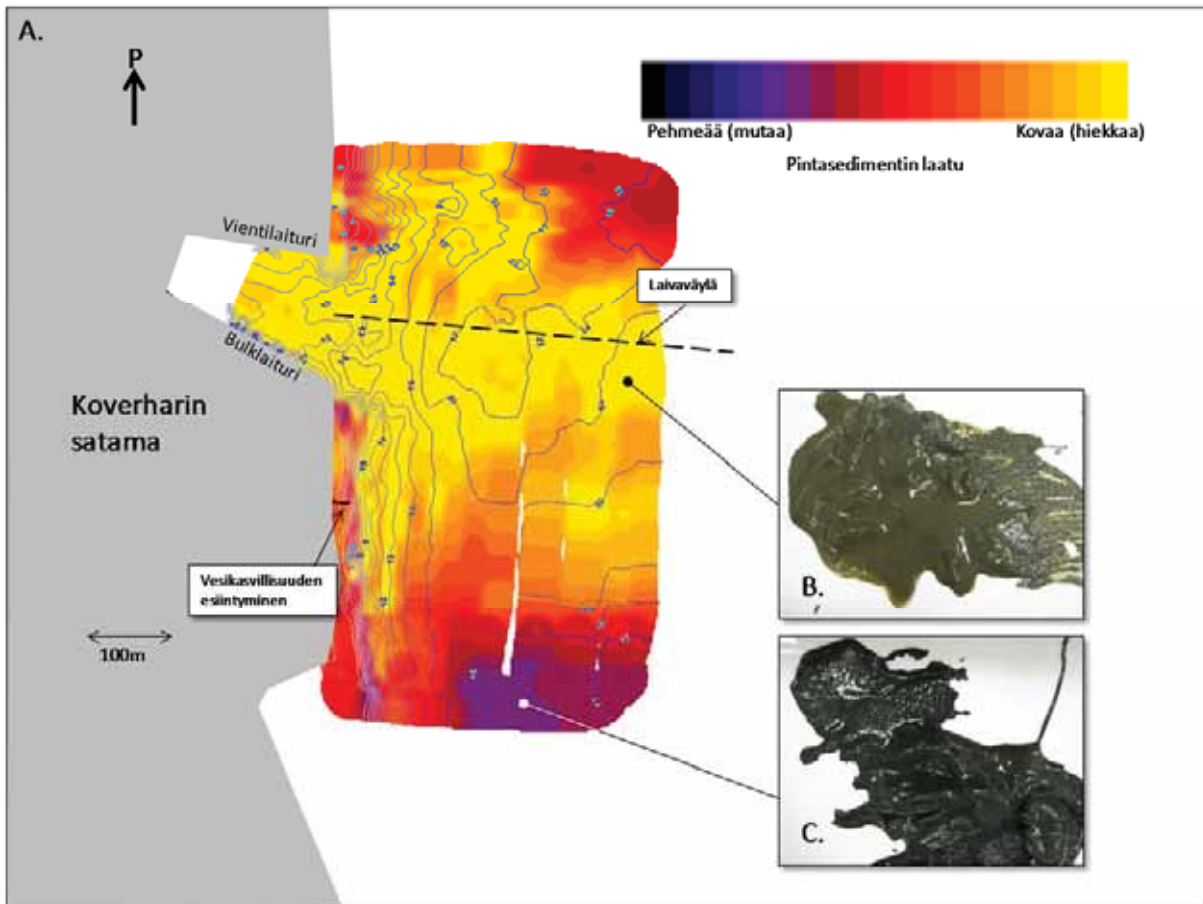 A.
P
Pehmeää (mutaa)
Kovaa (hiekkaa)
Pintasedimentin laatu
Vientilaituri
Laivaväylä
Bulklaituri
Koverharin
satama
Vesikasvillisuuden
esiintyminen
100m
B.
C.